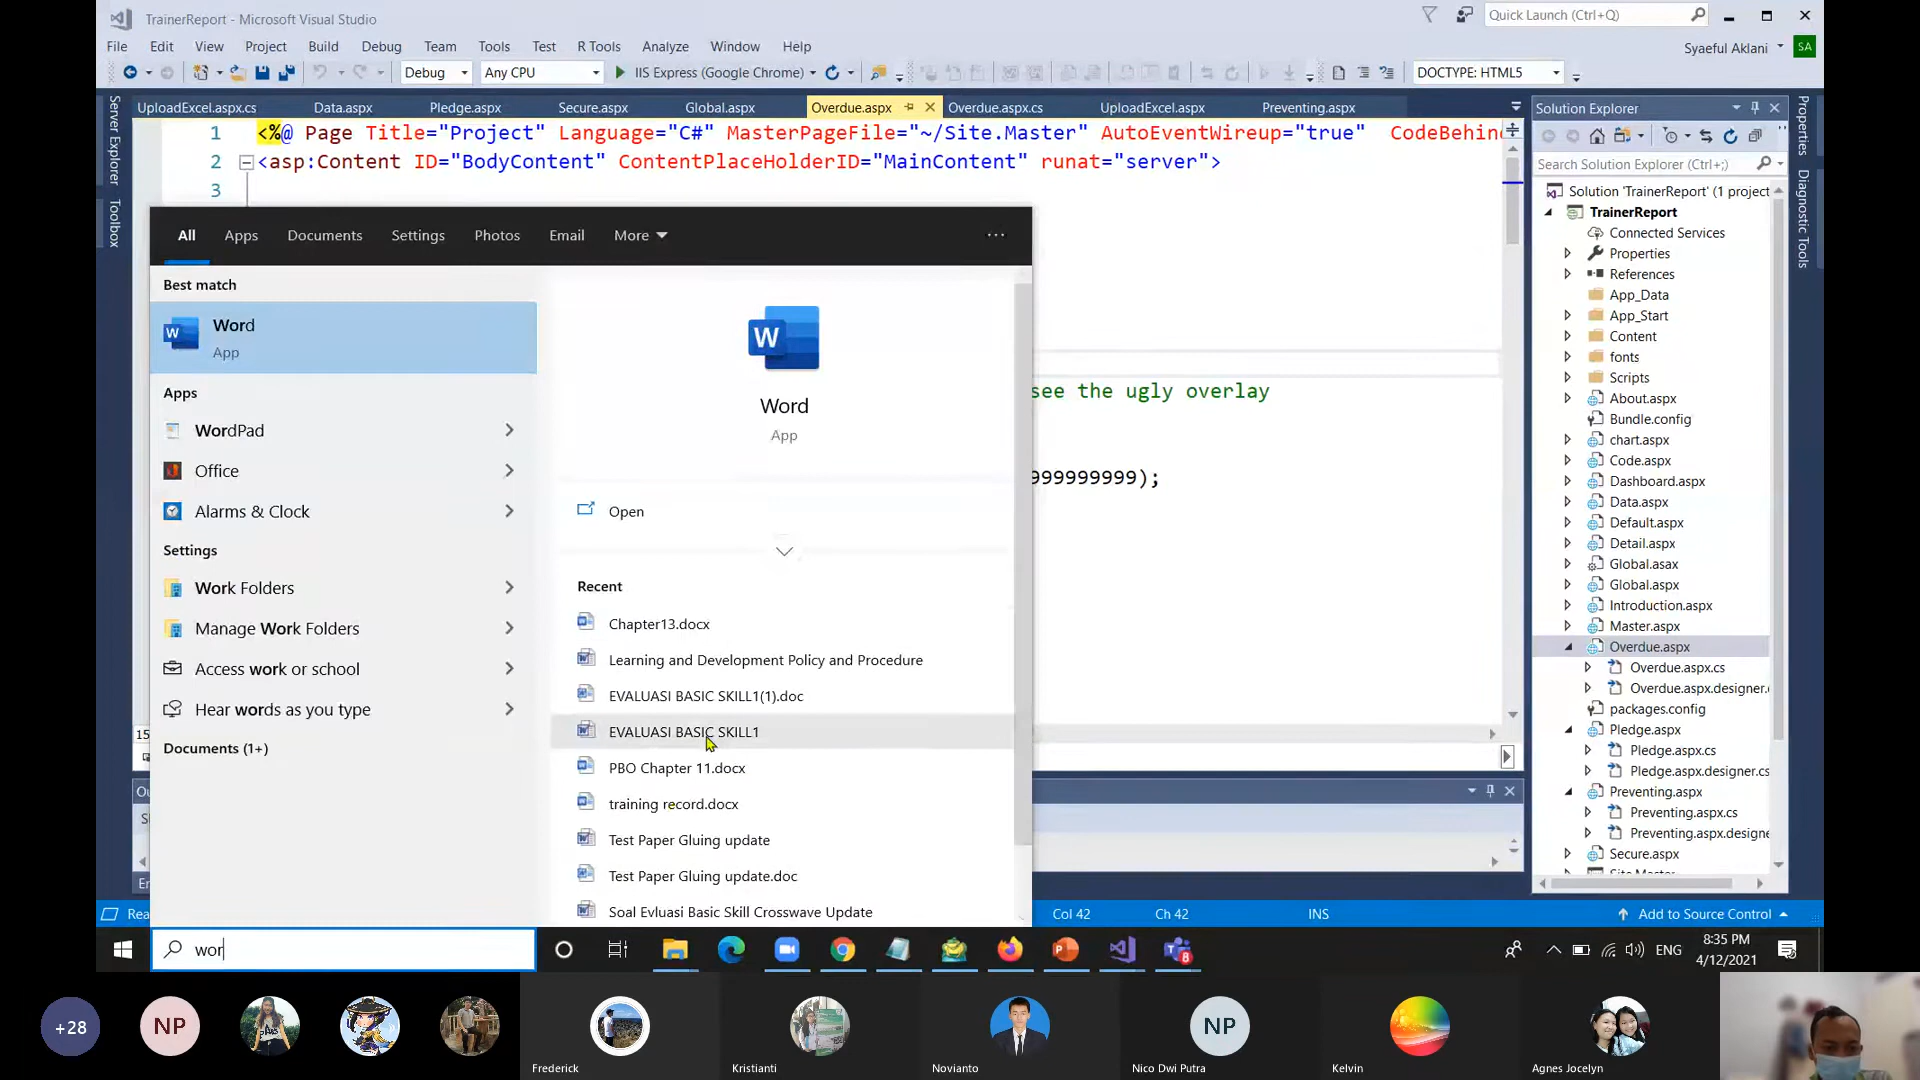 TrainerReport - Microsoft Visual Studio
Quick Launch (Ctrl+Q)
File Edit View Project Build Debug Team Tools Test R Tools Analyze Window Help
Syaeful Aklani SA
Debug Any CPU IIS Express (Google Chrome) DOCTYPE: HTML5
UploadExcel.aspx.cs Data.aspx Pledge.aspx Secure.aspx Global.aspx Overdue.aspx Overdue.aspx.cs UploadExcel.aspx Preventing.aspx
Server Explorer
Toolbox
1 <%@ Page Title="Project" Language="C#" MasterPageFile="~/Site.Master" AutoEventWireup="true" CodeBehin
2 <asp:Content ID="BodyContent" ContentPlaceHolderID="MainContent" runat="server">
3
see the ugly overlay
999999999);
All Apps Documents Settings Photos Email More
Best match
Word
App
Apps
WordPad
Office
Alarms & Clock
Settings
Work Folders
Manage Work Folders
Access work or school
Hear words as you type
Documents (1+)
W
Word
App
Open
Recent
Chapter13.docx
Learning and Development Policy and Procedure
EVALUASI BASIC SKILL1(1).doc
EVALUASI BASIC SKILL1
PBO Chapter 11.docx
training record.docx
Test Paper Gluing update
Test Paper Gluing update.doc
Soal Evluasi Basic Skill Crosswave Update
Solution Explorer
Search Solution Explorer (Ctrl+;)
Solution 'TrainerReport' (1 project
TrainerReport
Connected Services
Properties
References
App_Data
App_Start
Content
fonts
Scripts
About.aspx
Bundle.config
chart.aspx
Code.aspx
Dashboard.aspx
Data.aspx
Default.aspx
Detail.aspx
Global.asax
Global.aspx
Introduction.aspx
Master.aspx
Overdue.aspx
Overdue.aspx.cs
Overdue.aspx.designer.
packages.config
Pledge.aspx
Pledge.aspx.cs
Pledge.aspx.designer.cs
Preventing.aspx
Preventing.aspx.cs
Preventing.aspx.designe
Secure.aspx
Properties
Diagnostic Tools
15
Ou
S
Er
Rea Col 42 Ch 42 INS Add to Source Control
wor
ENG
8:35 PM
4/12/2021
+28 NP NP
Frederick Kristianti Novianto Nico Dwi Putra Kelvin Agnes Jocelyn